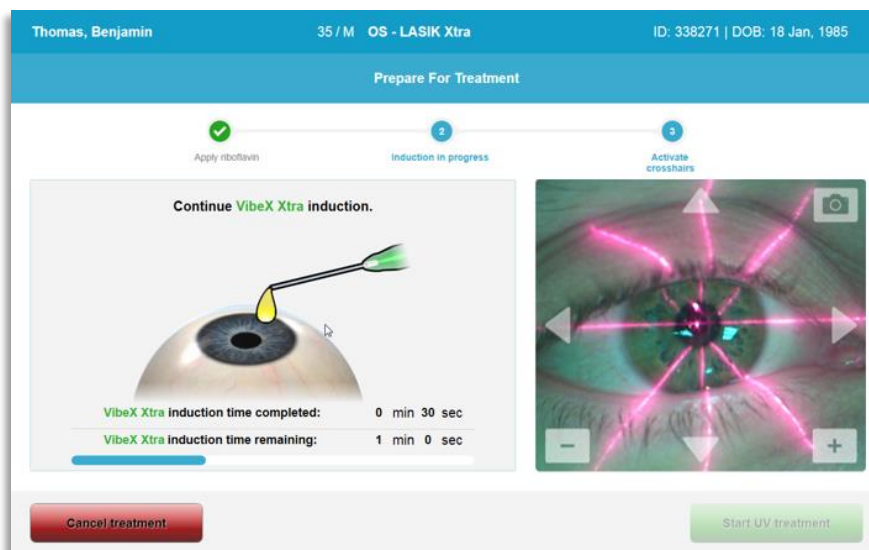 Thomas, Benjamin 35 / M OS - LASIK Xtra ID: 338271 | DOB: 18 Jan, 1985
Prepare For Treatment
2 3
Apply riboflavin Induction in progress Activate
crosshairs
Continue VibeX Xtra induction.
VibeX Xtra induction time completed: 0 min 30 sec
VibeX Xtra induction time remaining: 1 min 0 sec
Cancel treatment Start UV treatment